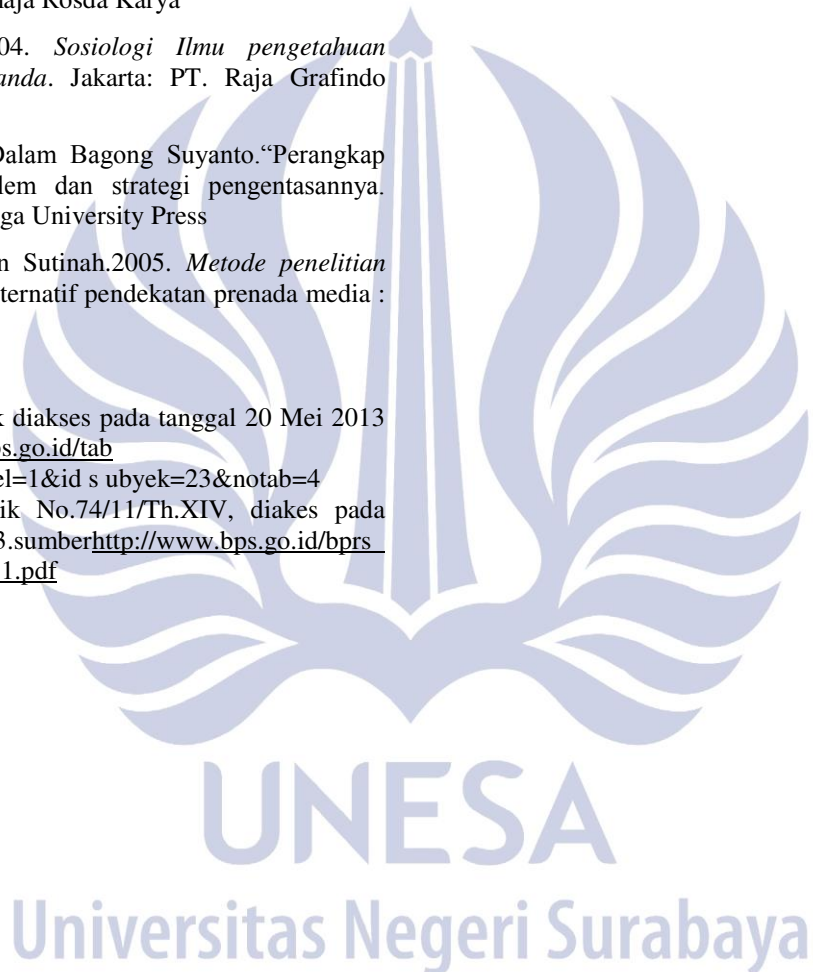 Rosda Karya
04. Sosiologi Ilmu pengetahuan
anda. Jakarta: PT. Raja Grafindo
Dalam Bagong Suyanto.“Perangkap
lem dan strategi pengentasannya.
ga University Press
n Sutinah.2005. Metode penelitian
lternatif pendekatan prenada media :
k diakses pada tanggal 20 Mei 2013
os.go.id/tab
el=1&id s ubyek=23&notab=4
ik No.74/11/Th.XIV, diakes pada
3.sumberhttp://www.bps.go.id/bprs_
1.pdf
UNESA
Universitas Negeri Surabaya